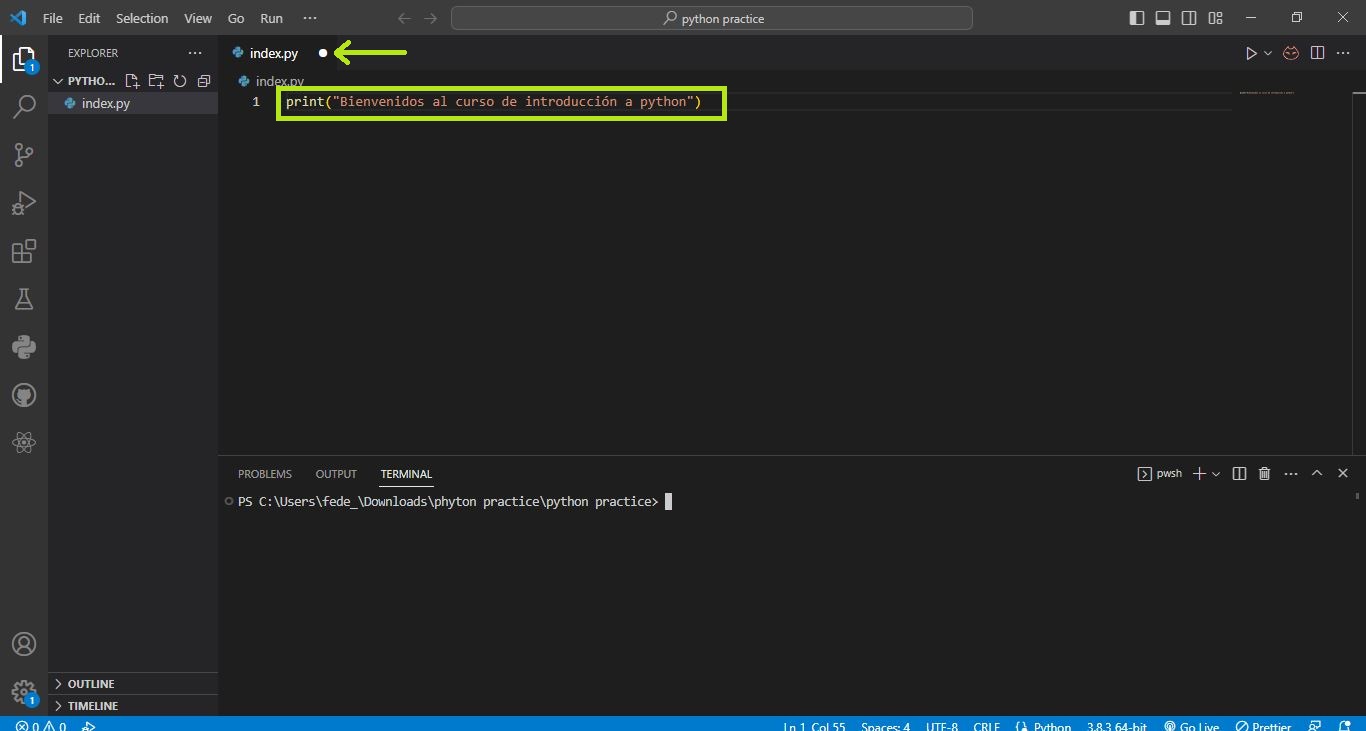 File Edit Selection View Go Run ···
python practice
EXPLORER ···
index.py
PYTHO...
index.py
index.py
1 print("Bienvenidos al curso de introducción a python")
PROBLEMS OUTPUT TERMINAL
pwsh
PS C:\Users\fede_\Downloads\phyton practice\python practice>
1
OUTLINE
1
TIMELINE
0 0 Ln 1, Col 55 Spaces: 4 UTF-8 CRLF Python 3.8.3 64-bit Go Live Prettier